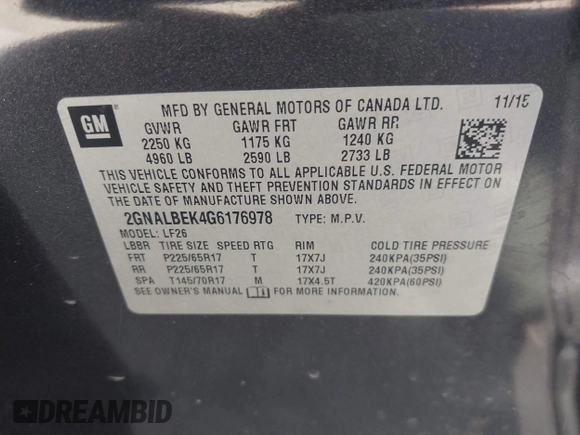 GM
MFD BY GENERAL MOTORS OF CANADA LTD. 11/15
GVWR GAWR FRT GAWR RR
2250 KG 1175 KG 1240 KG
4960 LB 2590 LB 2733 LB
THIS VEHICLE CONFORMS TO ALL APPLICABLE U.S. FEDERAL MOTOR
VEHICLE SAFETY AND THEFT PREVENTION STANDARDS IN EFFECT ON
THE DATE OF MANUFACTURE SHOWN ABOVE.
2GNALBEK4G6176978 TYPE: M.P.V.
MODEL: LF26
LBBR TIRE SIZE SPEED RTG RIM COLD TIRE PRESSURE
FRT P225/65R17 T 17X7J 240KPA(35PSI)
RR P225/65R17 T 17X7J 240KPA(35PSI)
SPA T145/70R17 M 17X4.5T 420KPA(60PSI)
SEE OWNER'S MANUAL FOR MORE INFORMATION.
DREAMBID